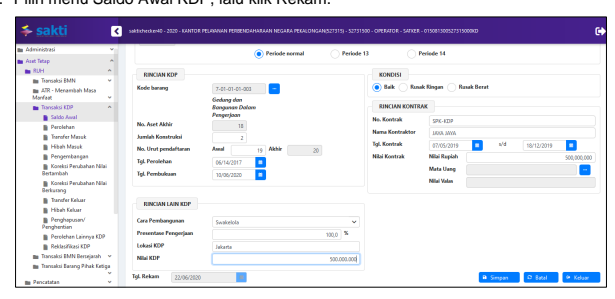 Pilih menu Saldo Awal KDP, lalu klik Rekam.
sakti
saktichecker40 - 2020 - KANTOR PELAYANAN PERBENDAHARAAN NEGARA PEKALONGAN(527315) - 52731500 - OPERATOR - SATKER - 015081300527315000KD
Administrasi
Aset Tetap
RUH
Transaksi BMN
ATR - Menambah Masa Manfaat
Transaksi KDP
Saldo Awal
Perolehan
Transfer Masuk
Hibah Masuk
Pengembangan
Koreksi Perubahan Nilai Bertambah
Koreksi Perubahan Nilai Berkurang
Transfer Keluar
Hibah Keluar
Penghapusan/ Penghentian
Perolehan Lainnya KDP
Reklasifikasi KDP
Transaksi BMN Bersejarah
Transaksi Barang Pihak Ketiga
Pencatatan
Periode normal Periode 13 Periode 14
RINCIAN KDP
Kode barang 7-01-01-01-003
Gedung dan
Bangunan Dalam
Pengerjaan
No. Aset Akhir 18
Jumlah Konstruksi 2
No. Urut pendaftaran Awal 19 Akhir 20
Tgl. Perolehan 06/14/2017
Tgl. Pembukuan 10/06/2020
KONDISI
Baik Rusak Ringan Rusak Berat
RINCIAN KONTRAK
No. Kontrak SPK-KDP
Nama Kontraktor JAYA JAYA
Tgl. Kontrak 07/05/2019 s/d 18/12/2019
Nilai Kontrak Nilai Rupiah 500,000,000
Mata Uang
Nilai Valas
RINCIAN LAIN KDP
Cara Pembangunan Swakelola
Presentase Pengerjaan 100.0 %
Lokasi KDP Jakarta
Nilai KDP 500.000.000
Tgl. Rekam 22/06/2020
Simpan Batal Keluar